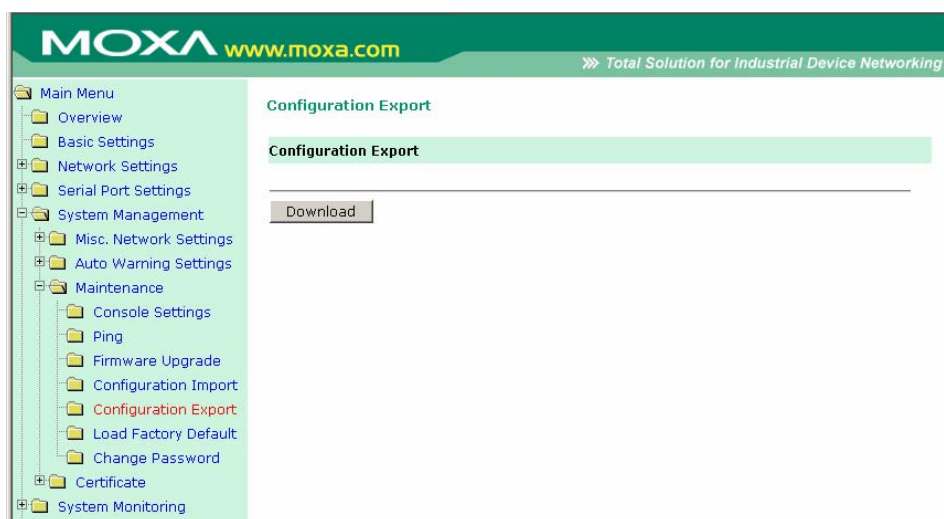 MOXA www.moxa.com
Total Solution for Industrial Device Networking
Main Menu
Overview
Basic Settings
Network Settings
Serial Port Settings
System Management
Misc. Network Settings
Auto Warning Settings
Maintenance
Console Settings
Ping
Firmware Upgrade
Configuration Import
Configuration Export
Load Factory Default
Change Password
Certificate
System Monitoring
Configuration Export
Configuration Export
Download